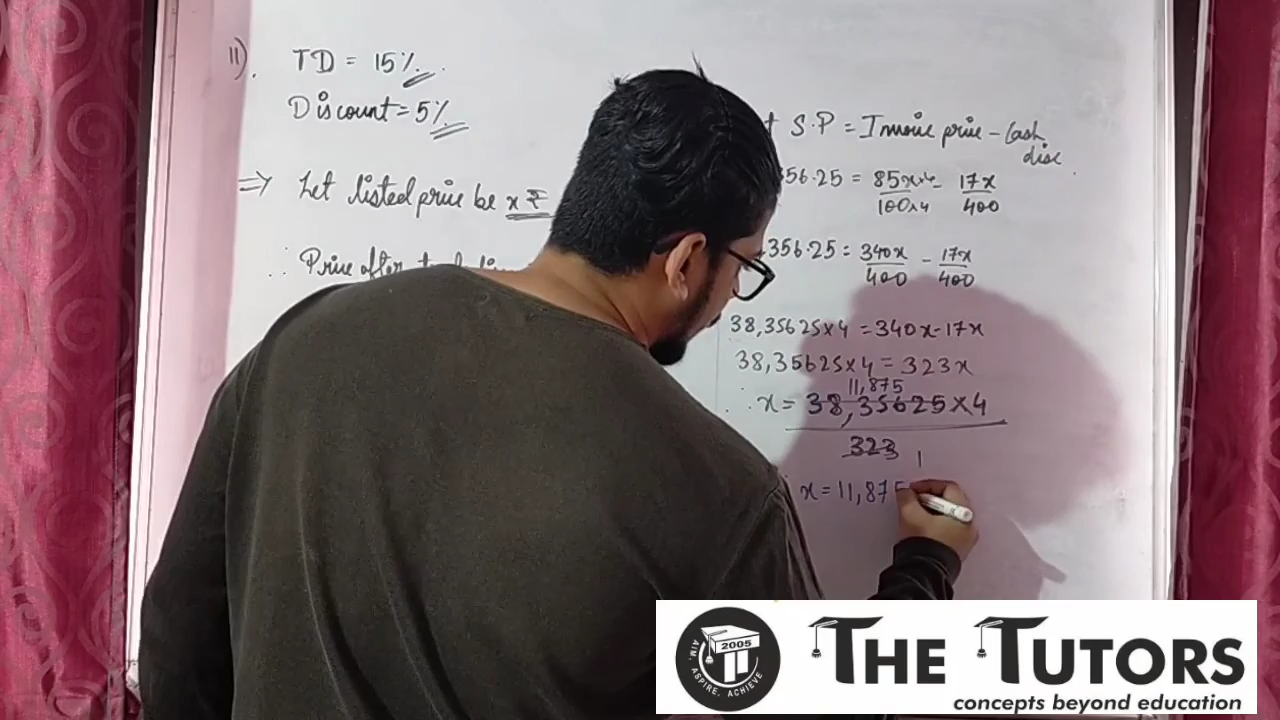 11).
TD = 15%.
Discount = 5%
⇒ Let listed price be x ₹
∴ Price after
S.P = Invoice price - Cash disc
56.25 = 85x×4/100×4 - 17x/400
356.25 = 340x/400 - 17x/400
38,35625×4 = 340x-17x
38,35625×4 = 323x
11,875
∴ x = 38,35625×4
323 1
x = 11,875
2005
AIM, ASPIRE, ACHIEVE
THE TUTORS
concepts beyond education